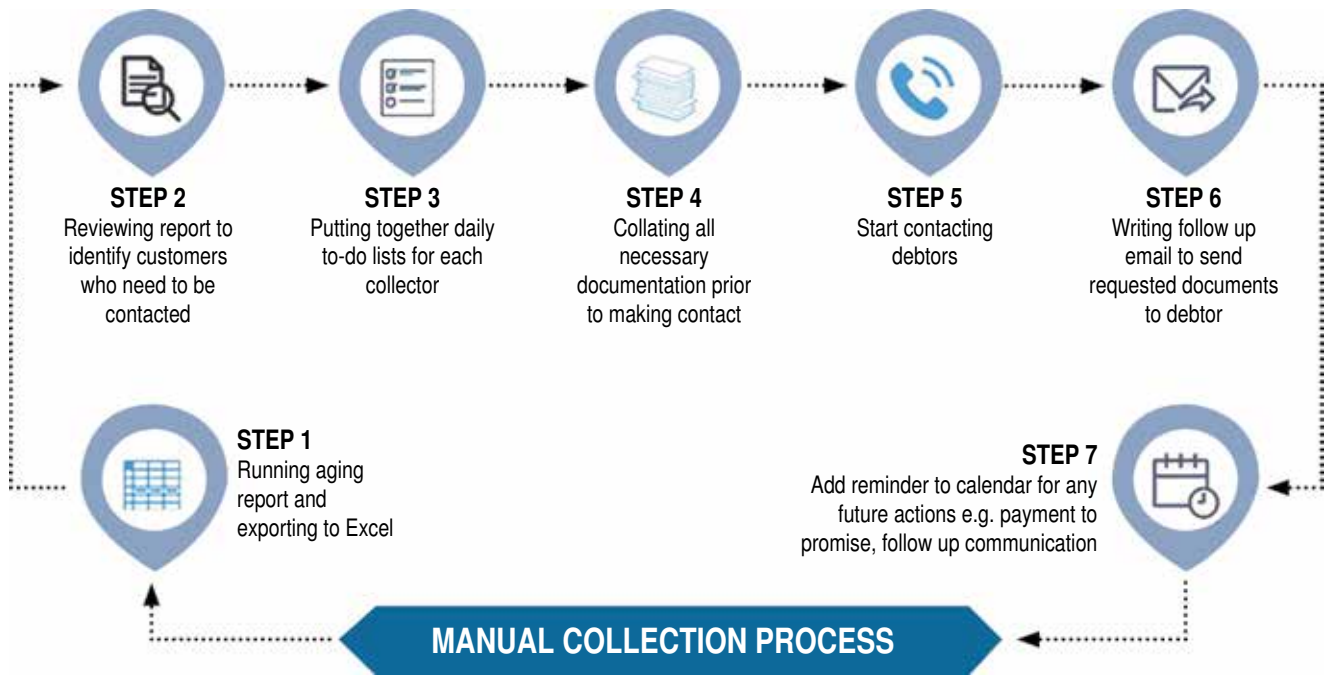 STEP 2
Reviewing report to
identify customers
who need to be
contacted
STEP 3
Putting together daily
to-do lists for each
collector
STEP 4
Collating all
necessary
documentation prior
to making contact
STEP 5
Start contacting
debtors
STEP 6
Writing follow up
email to send
requested documents
to debtor
STEP 1
Running aging
report and
exporting to Excel
STEP 7
Add reminder to calendar for any
future actions e.g. payment to
promise, follow up communication
MANUAL COLLECTION PROCESS